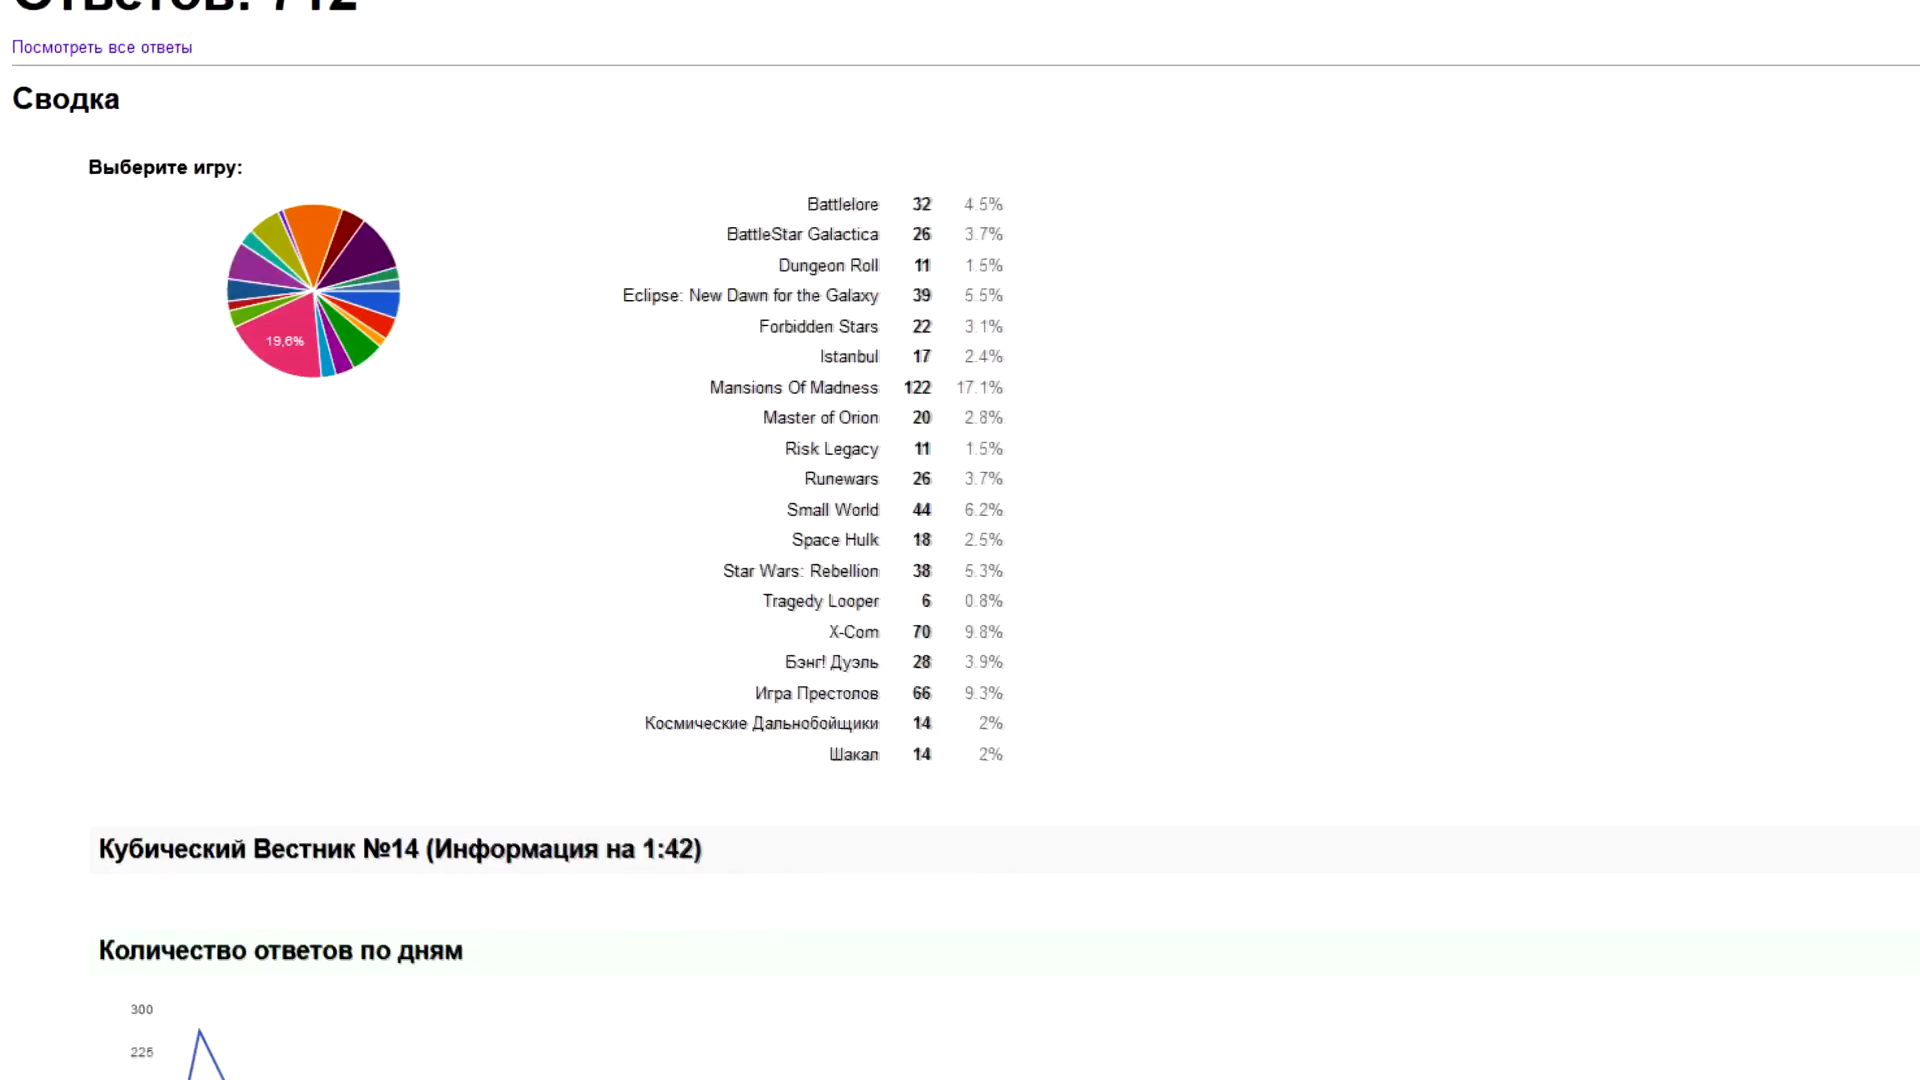 Ответов: 712
Посмотреть все ответы
Сводка
Выберите игру:
19,6%
Battlelore 32 4.5%
BattleStar Galactica 26 3.7%
Dungeon Roll 11 1.5%
Eclipse: New Dawn for the Galaxy 39 5.5%
Forbidden Stars 22 3.1%
Istanbul 17 2.4%
Mansions Of Madness 122 17.1%
Master of Orion 20 2.8%
Risk Legacy 11 1.5%
Runewars 26 3.7%
Small World 44 6.2%
Space Hulk 18 2.5%
Star Wars: Rebellion 38 5.3%
Tragedy Looper 6 0.8%
X-Com 70 9.8%
Бэнг! Дуэль 28 3.9%
Игра Престолов 66 9.3%
Космические Дальнобойщики 14 2%
Шакал 14 2%
Кубический Вестник №14 (Информация на 1:42)
Количество ответов по дням
300
225